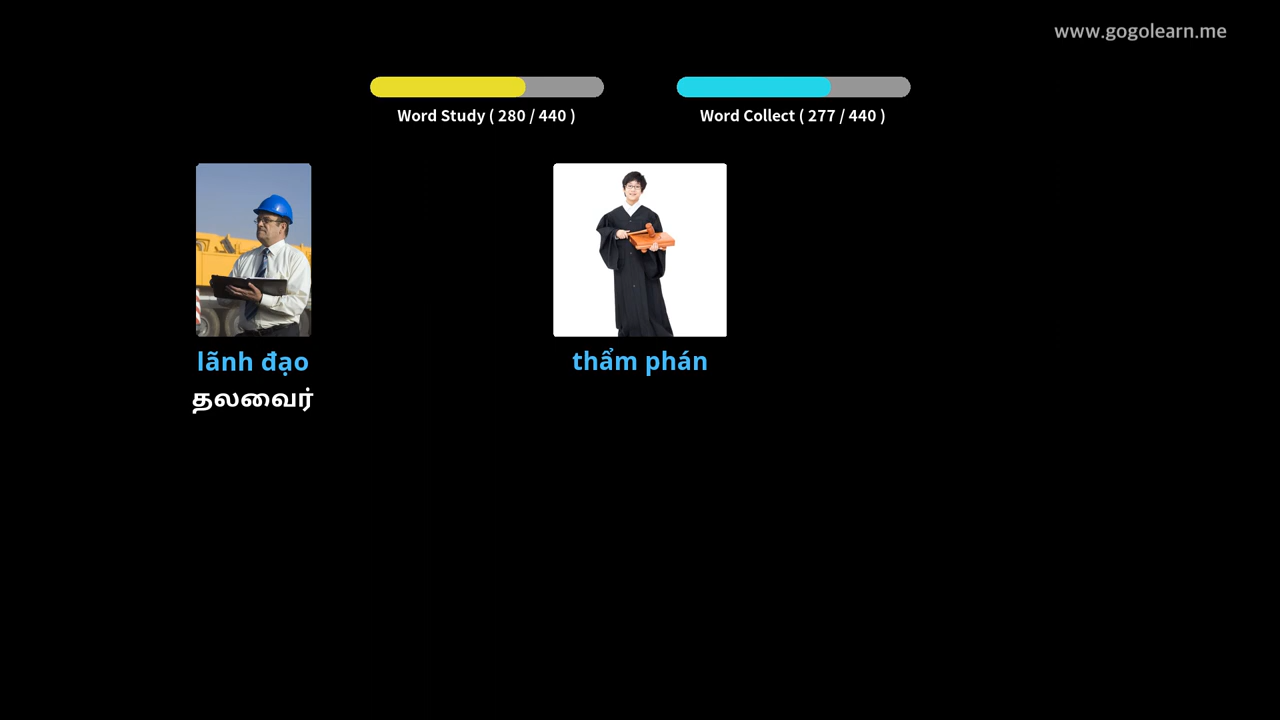 www.gogolearn.me
Word Study ( 280 / 440 )
Word Collect ( 277 / 440 )
lãnh đạo
thẩm phán
தலைவர்